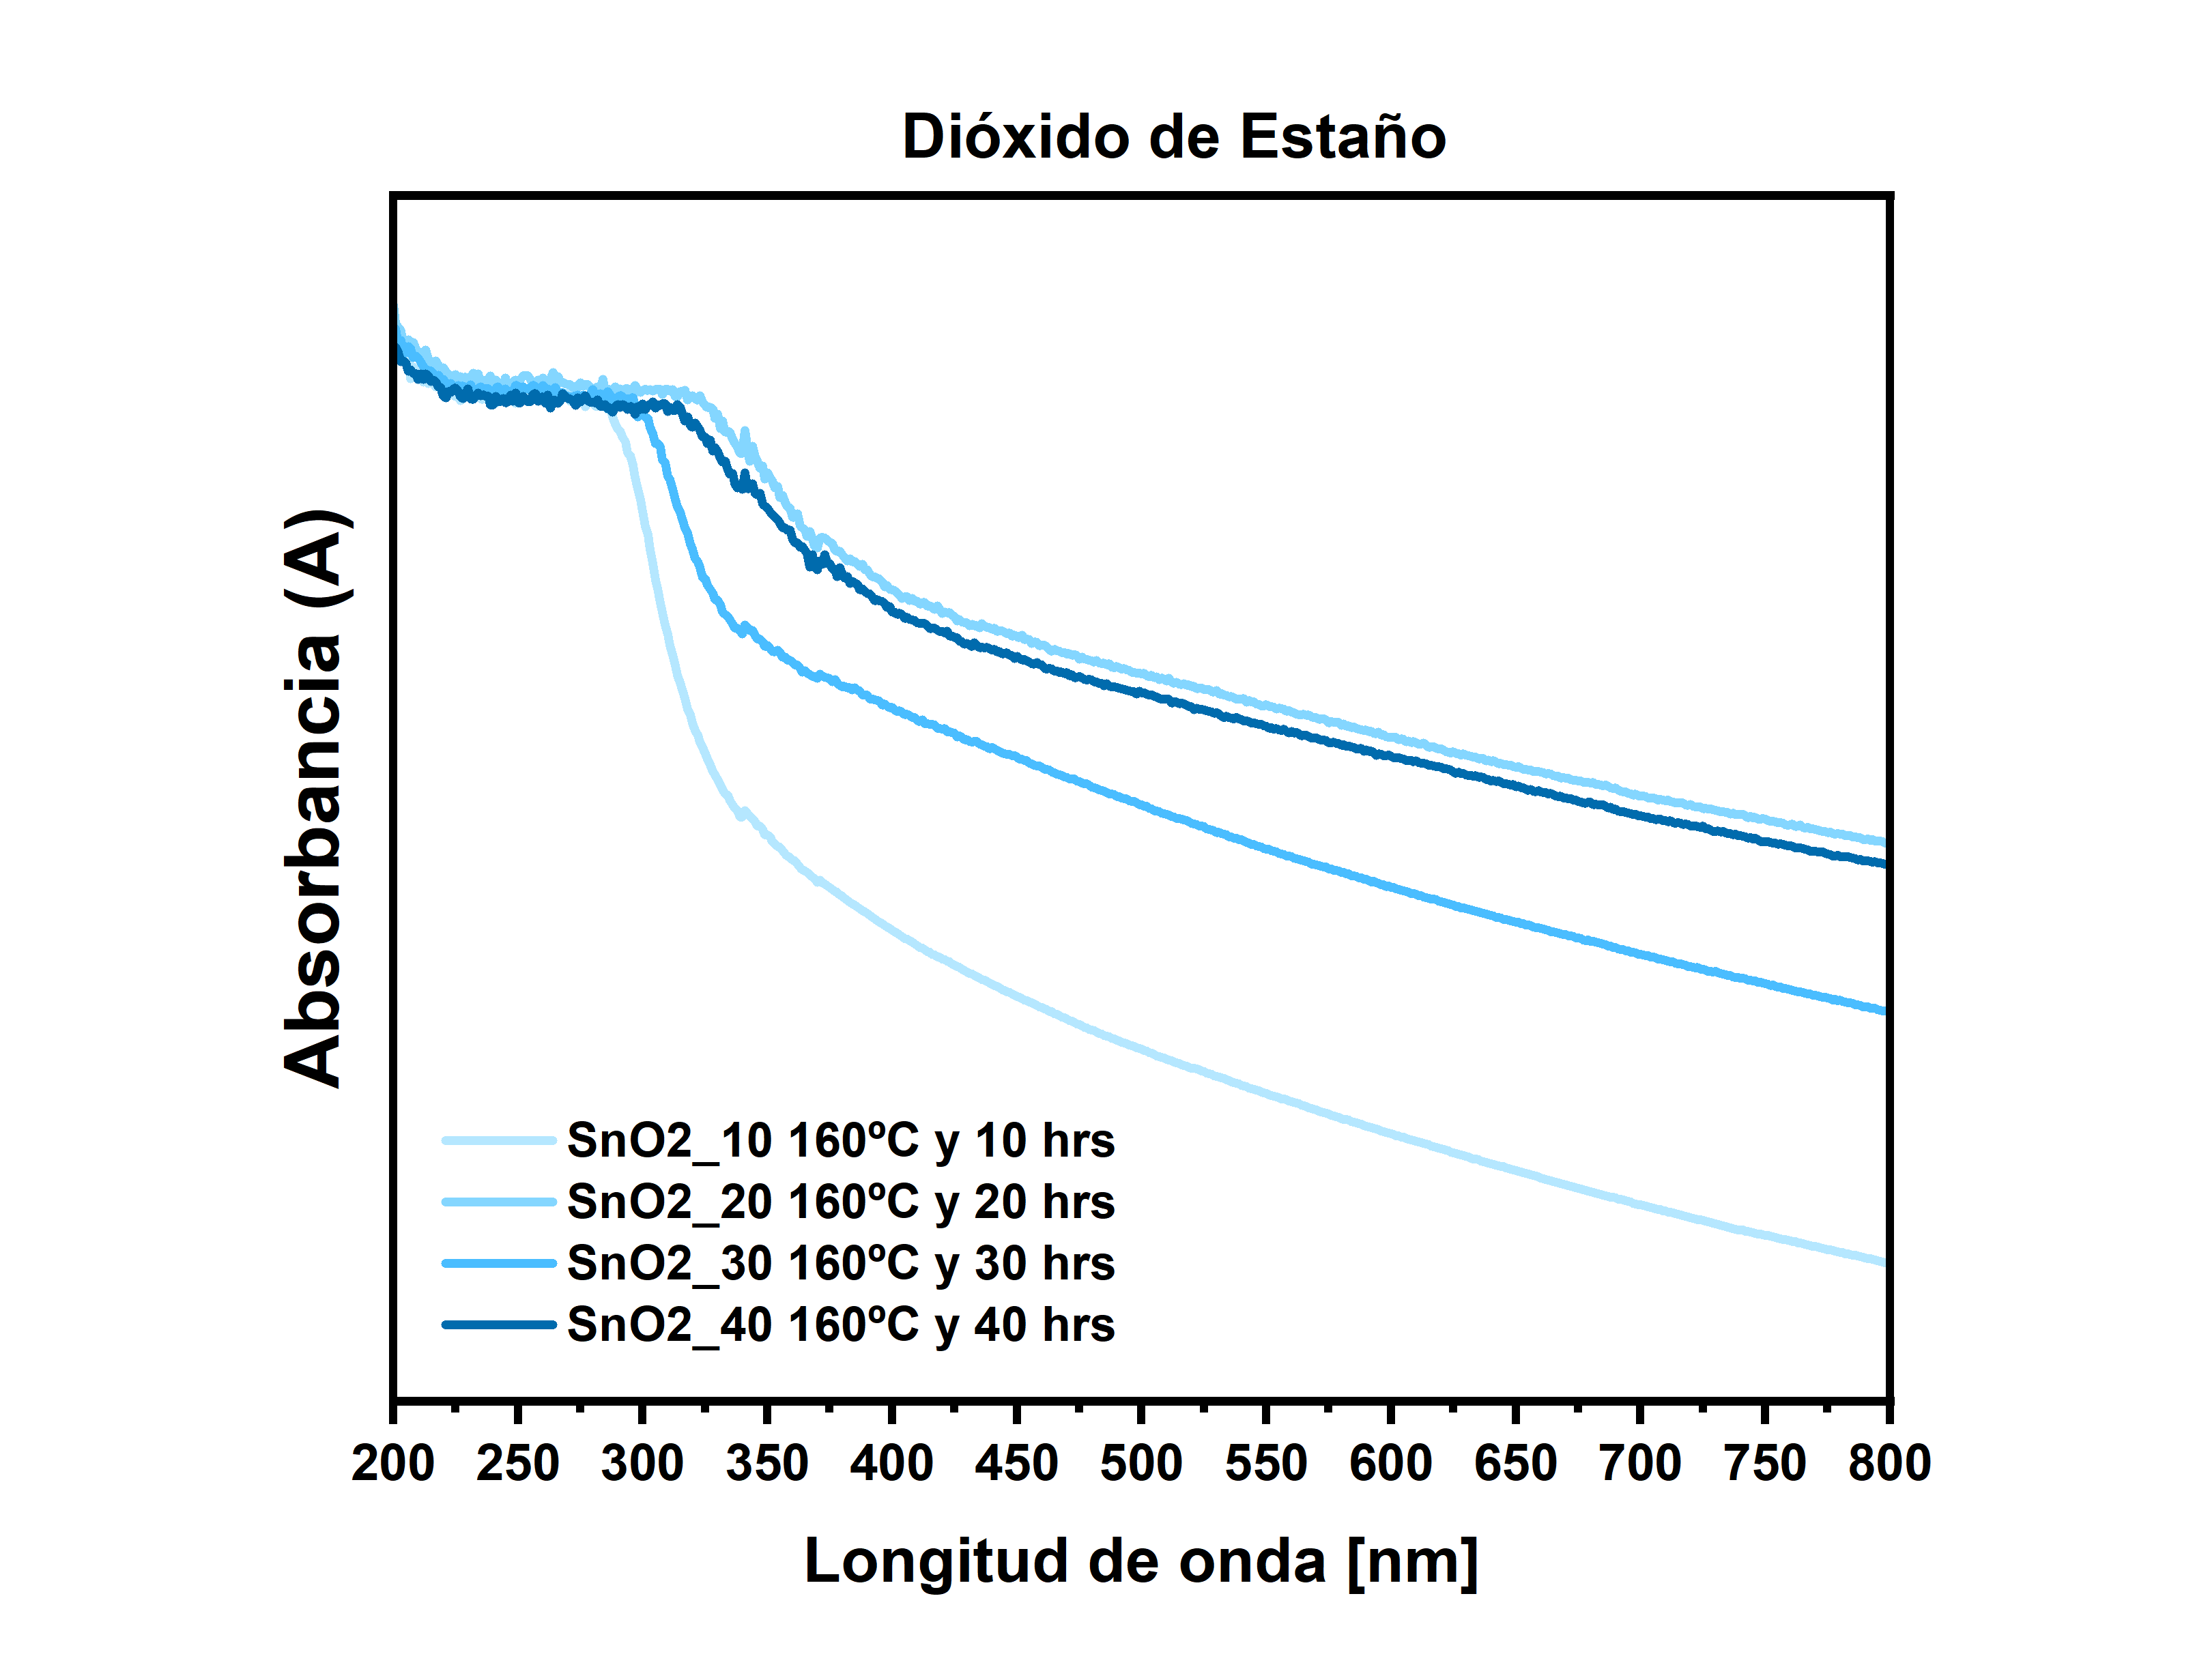 Dióxido de Estaño
Absorbancia (A)
SnO2_10 160ºC y 10 hrs
SnO2_20 160ºC y 20 hrs
SnO2_30 160ºC y 30 hrs
SnO2_40 160ºC y 40 hrs
200 250 300 350 400 450 500 550 600 650 700 750 800
Longitud de onda [nm]